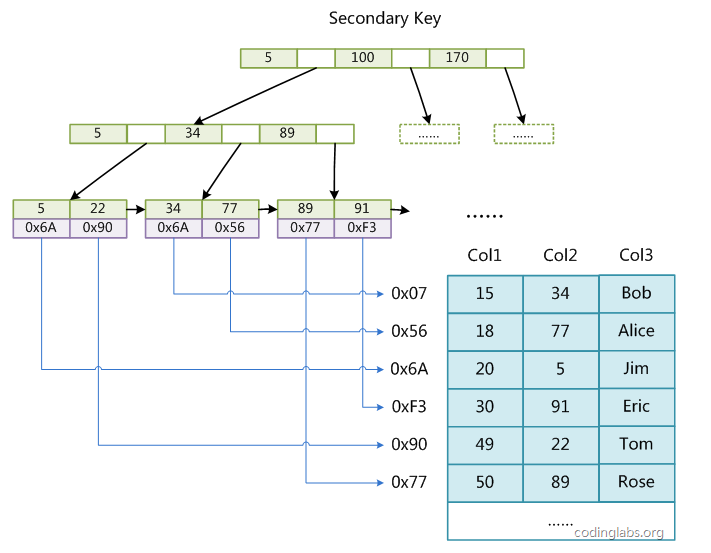 Secondary Key
5 100 170
5 34 89
...... ......
5 22 34 77 89 91
0x6A 0x90 0x6A 0x56 0x77 0xF3
......
Col1 Col2 Col3
0x07 15 34 Bob
0x56 18 77 Alice
0x6A 20 5 Jim
0xF3 30 91 Eric
0x90 49 22 Tom
0x77 50 89 Rose
......
codinglabs.org